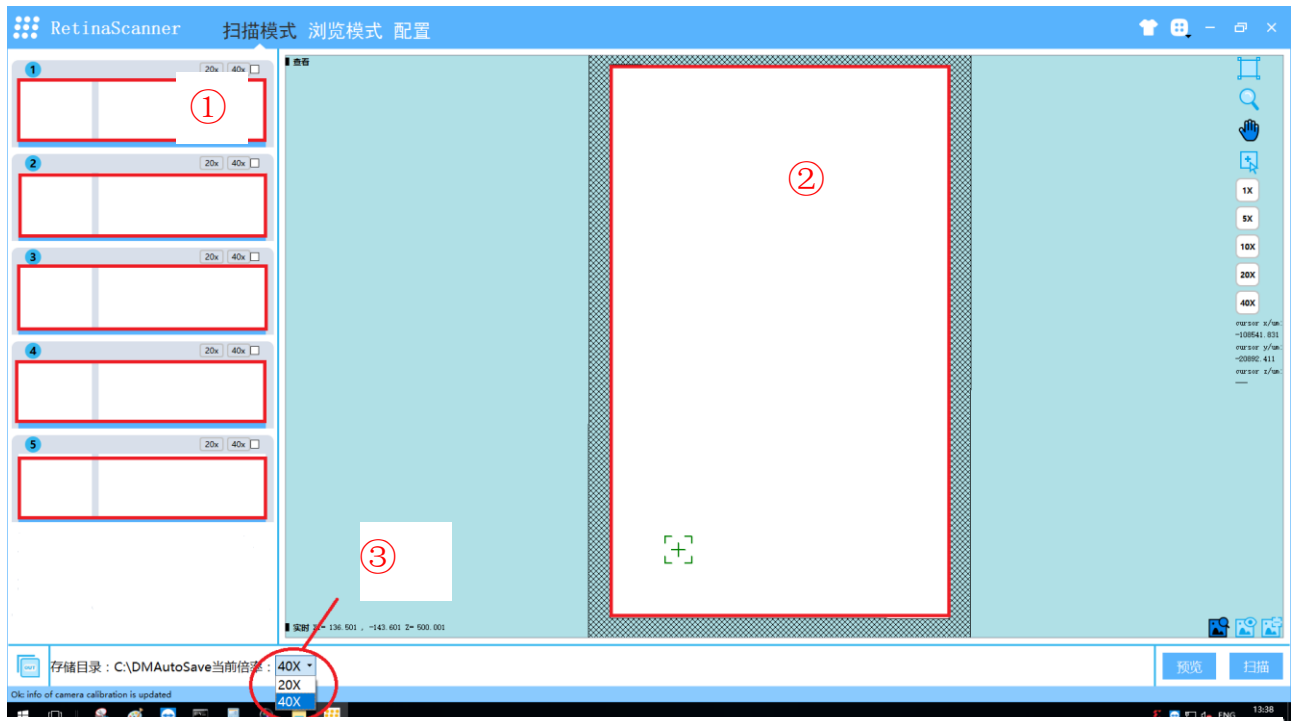 RetinaScanner 扫描模式 浏览模式 配置
1 20x 40x
①
2 20x 40x
3 20x 40x
4 20x 40x
5 20x 40x
查看
②
③
1X
5X
10X
20X
40X
cursor x/um:
-108541.031
cursor y/um:
-20892.411
cursor z/um:
---
实时 136.501 , -143.601 Z= 500.001
存储目录：C:\DMAutoSave当前倍率：40X
20X
40X
预览 扫描
Ok: info of camera calibration is updated
ENG 13:38